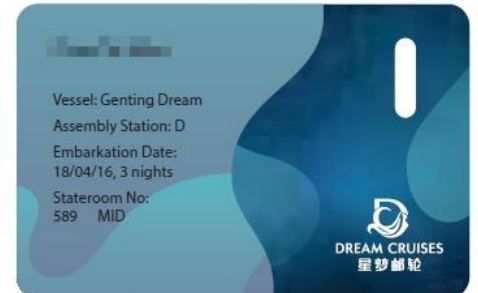 Vessel: Genting Dream
Assembly Station: D
Embarkation Date:
18/04/16, 3 nights
Stateroom No:
589 MID
DREAM CRUISES
星梦邮轮